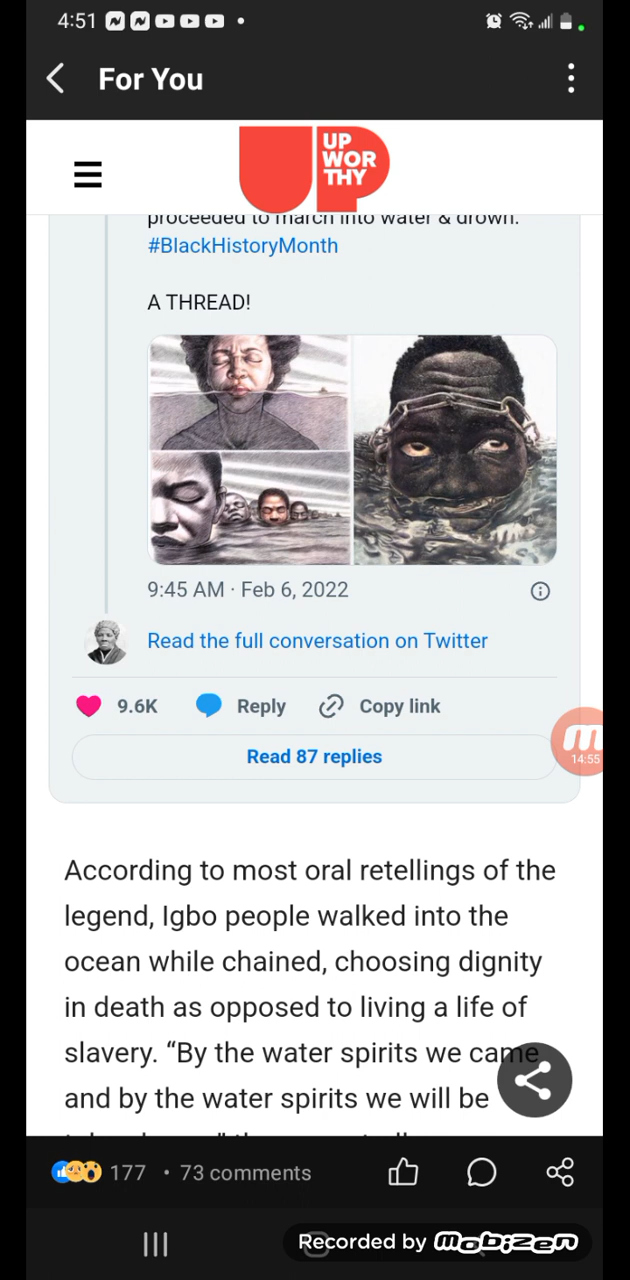 4:51
For You
UP
WOR
THY
proceeded to march into water & drown.
#BlackHistoryMonth
A THREAD!
9:45 AM · Feb 6, 2022
Read the full conversation on Twitter
9.6K Reply Copy link
14:55
Read 87 replies
According to most oral retellings of the
legend, Igbo people walked into the
ocean while chained, choosing dignity
in death as opposed to living a life of
slavery. “By the water spirits we came
and by the water spirits we will be
177 • 73 comments
Recorded by mobizen